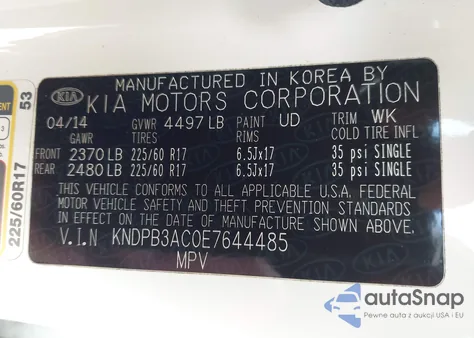 MANUFACTURED IN KOREA BY
KIA KIA MOTORS CORPORATION
04/14 GVWR 4497 LB PAINT UD TRIM WK
GAWR TIRES RIMS COLD TIRE INFL
FRONT 2370 LB 225/60 R17 6.5Jx17 35 psi SINGLE
REAR 2480 LB 225/60 R17 6.5Jx17 35 psi SINGLE
THIS VEHICLE CONFORMS TO ALL APPLICABLE U.S.A. FEDERAL
MOTOR VEHICLE SAFETY AND THEFT PREVENTION STANDARDS
IN EFFECT ON THE DATE OF MANUFACTURE SHOWN ABOVE.
V.I.N KNDPB3AC0E7644485
MPV
53
225/60R17
autoSnap
Pewne auta z aukcji USA i EU